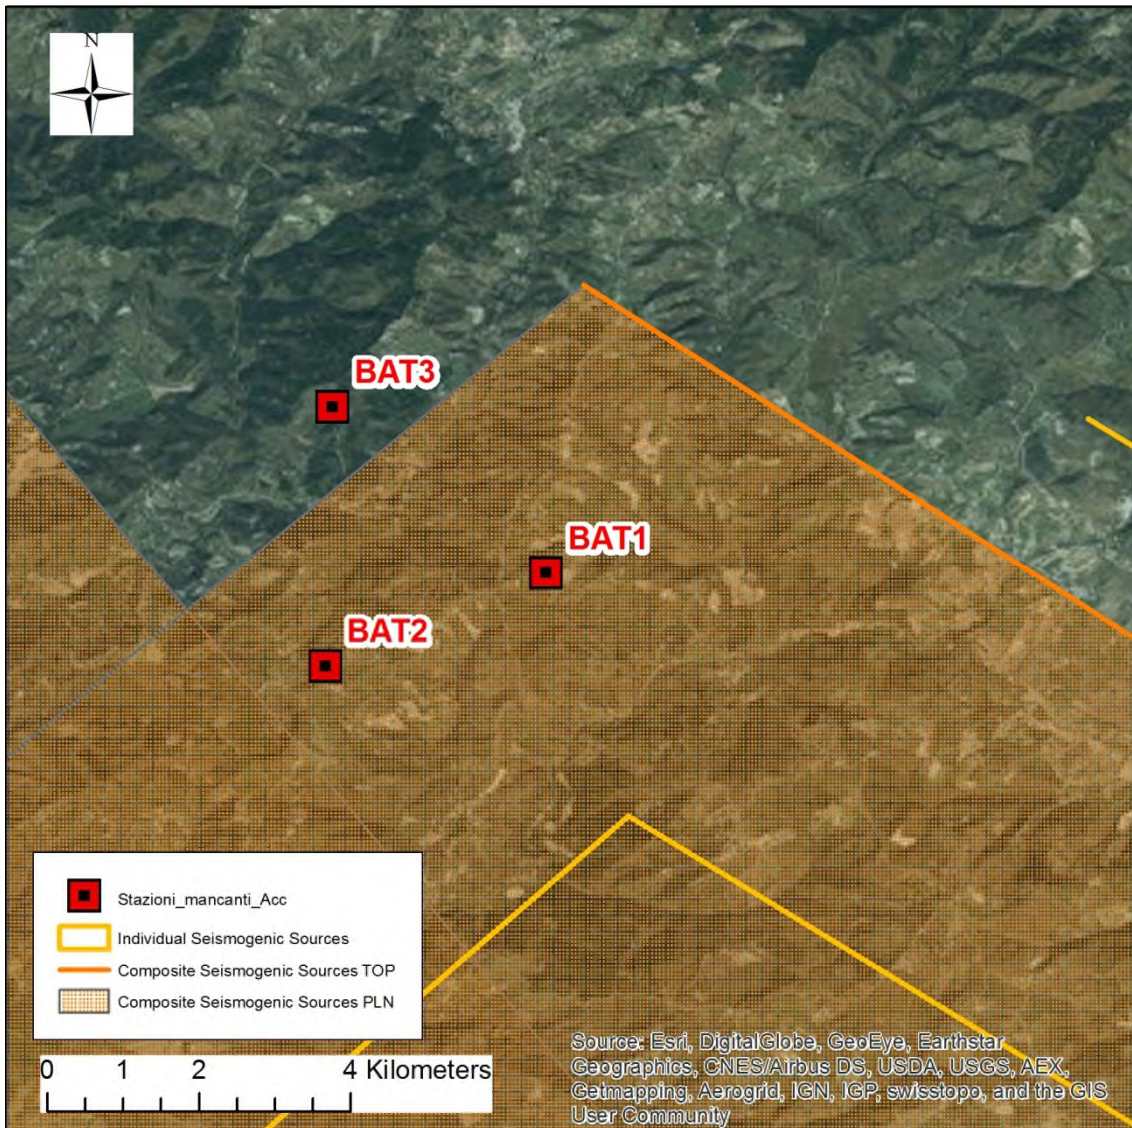 N
BAT3
BAT1
BAT2
Stazioni_mancanti_Acc
Individual Seismogenic Sources
Composite Seismogenic Sources TOP
Composite Seismogenic Sources PLN
0 1 2 4 Kilometers
Source: Esri, DigitalGlobe, GeoEye, Earthstar
Geographics, CNES/Airbus DS, USDA, USGS, AEX,
Getmapping, Aerogrid, IGN, IGP, swisstopo, and the GIS
User Community